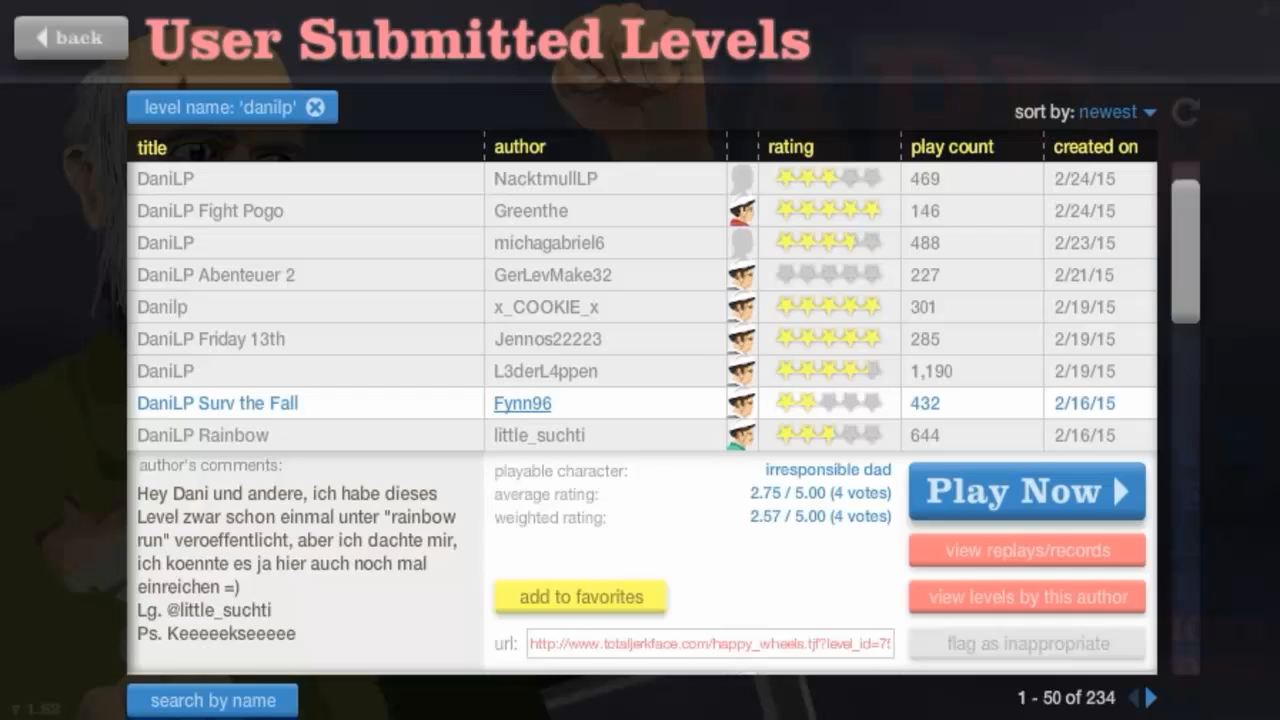 back
User Submitted Levels
level name: 'danilp'
sort by: newest
title author rating play count created on
DaniLP NacktmullLP 469 2/24/15
DaniLP Fight Pogo Greenthe 146 2/24/15
DaniLP michagabriel6 488 2/23/15
DaniLP Abenteuer 2 GerLevMake32 227 2/21/15
Danilp x_COOKIE_x 301 2/19/15
DaniLP Friday 13th Jennos22223 285 2/19/15
DaniLP L3derL4ppen 1,190 2/19/15
DaniLP Surv the Fall Fynn96 432 2/16/15
DaniLP Rainbow little_suchti 644 2/16/15
author's comments:
Hey Dani und andere, ich habe dieses
Level zwar schon einmal unter "rainbow
run" veroeffentlicht, aber ich dachte mir,
ich koennte es ja hier auch noch mal
einreichen =)
Lg. @little_suchti
Ps. Keeeeekseeeee
playable character: irresponsible dad
average rating: 2.75 / 5.00 (4 votes)
weighted rating: 2.57 / 5.00 (4 votes)
add to favorites
url: http://www.totaljerkface.com/happy_wheels.tjf?level_id=75
Play Now
view replays/records
view levels by this author
flag as inappropriate
search by name
1 - 50 of 234
v 1.52